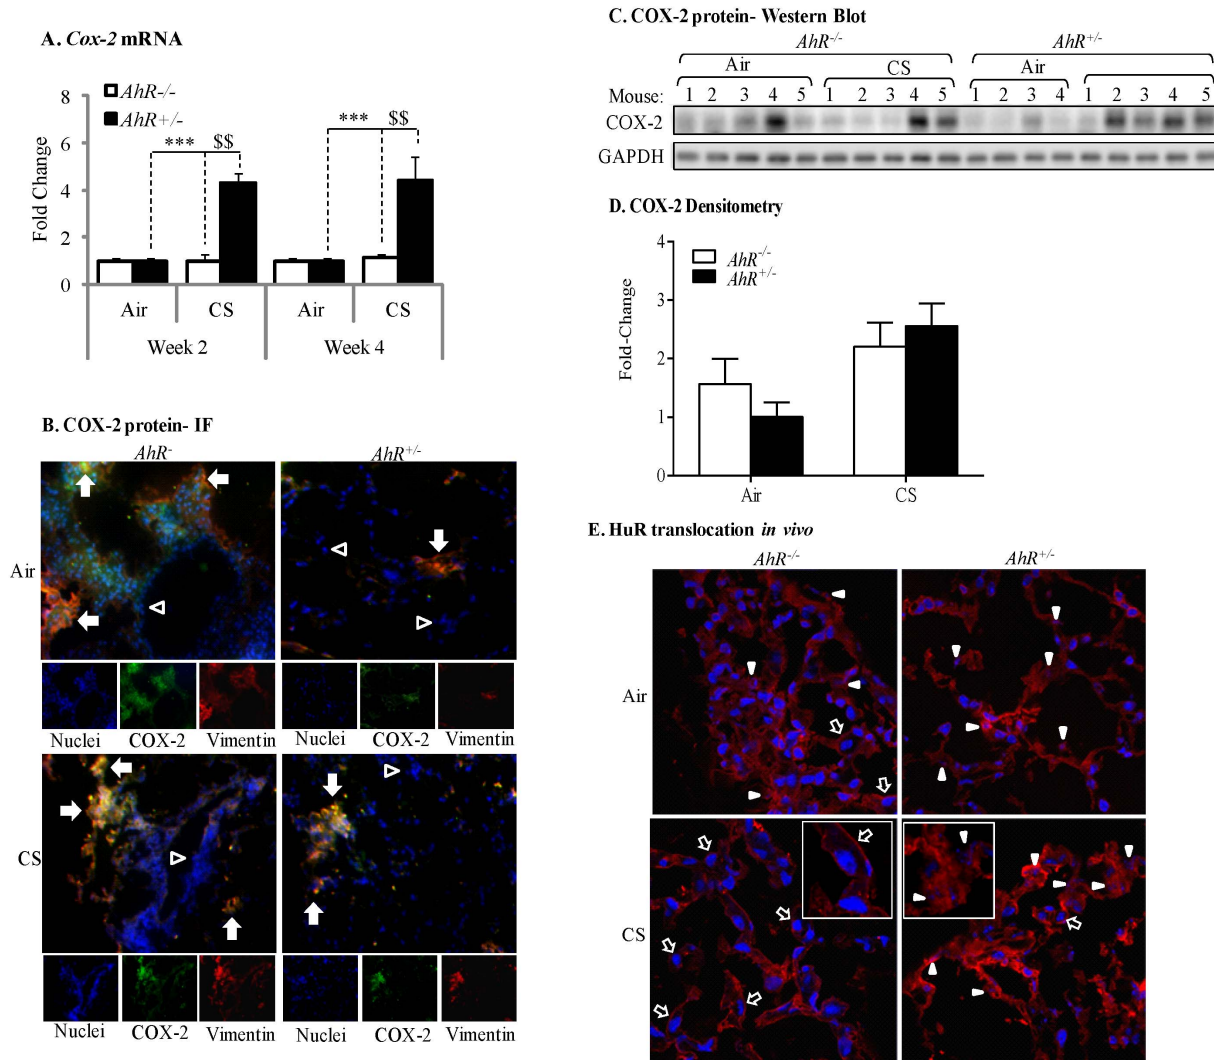 A. Cox-2 mRNA
8
6
4
2
0
Fold Change
AhR-/-
AhR+/-
*** $$
*** $$
Air CS Air CS
Week 2 Week 4
B. COX-2 protein- IF
AhR- AhR+/-
Air
Nuclei COX-2 Vimentin Nuclei COX-2 Vimentin
CS
Nuclei COX-2 Vimentin Nuclei COX-2 Vimentin
C. COX-2 protein- Western Blot
AhR-/- AhR+/-
Air CS Air
Mouse: 1 2 3 4 5 1 2 3 4 5 1 2 3 4 1 2 3 4 5
COX-2
GAPDH
D. COX-2 Densitometry
4
3
2
1
0
Fold-Change
AhR-/-
AhR+/-
Air CS
E. HuR translocation in vivo
AhR-/- AhR+/-
Air
CS